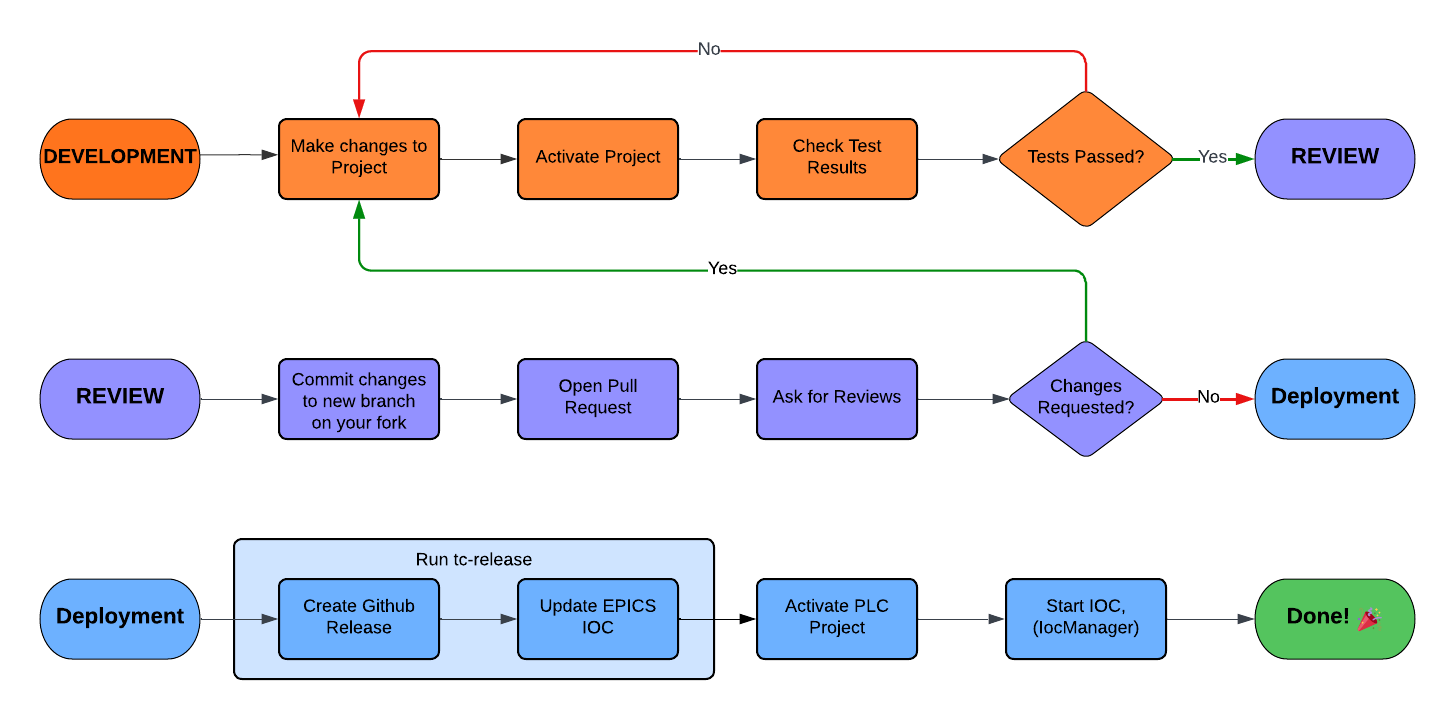 No
DEVELOPMENT
Make changes to
Project
Activate Project
Check Test
Results
Tests Passed?
Yes
REVIEW
Yes
REVIEW
Commit changes
to new branch
on your fork
Open Pull
Request
Ask for Reviews
Changes
Requested?
No
Deployment
Run tc-release
Deployment
Create Github
Release
Update EPICS
IOC
Activate PLC
Project
Start IOC,
(IocManager)
Done! 🎉